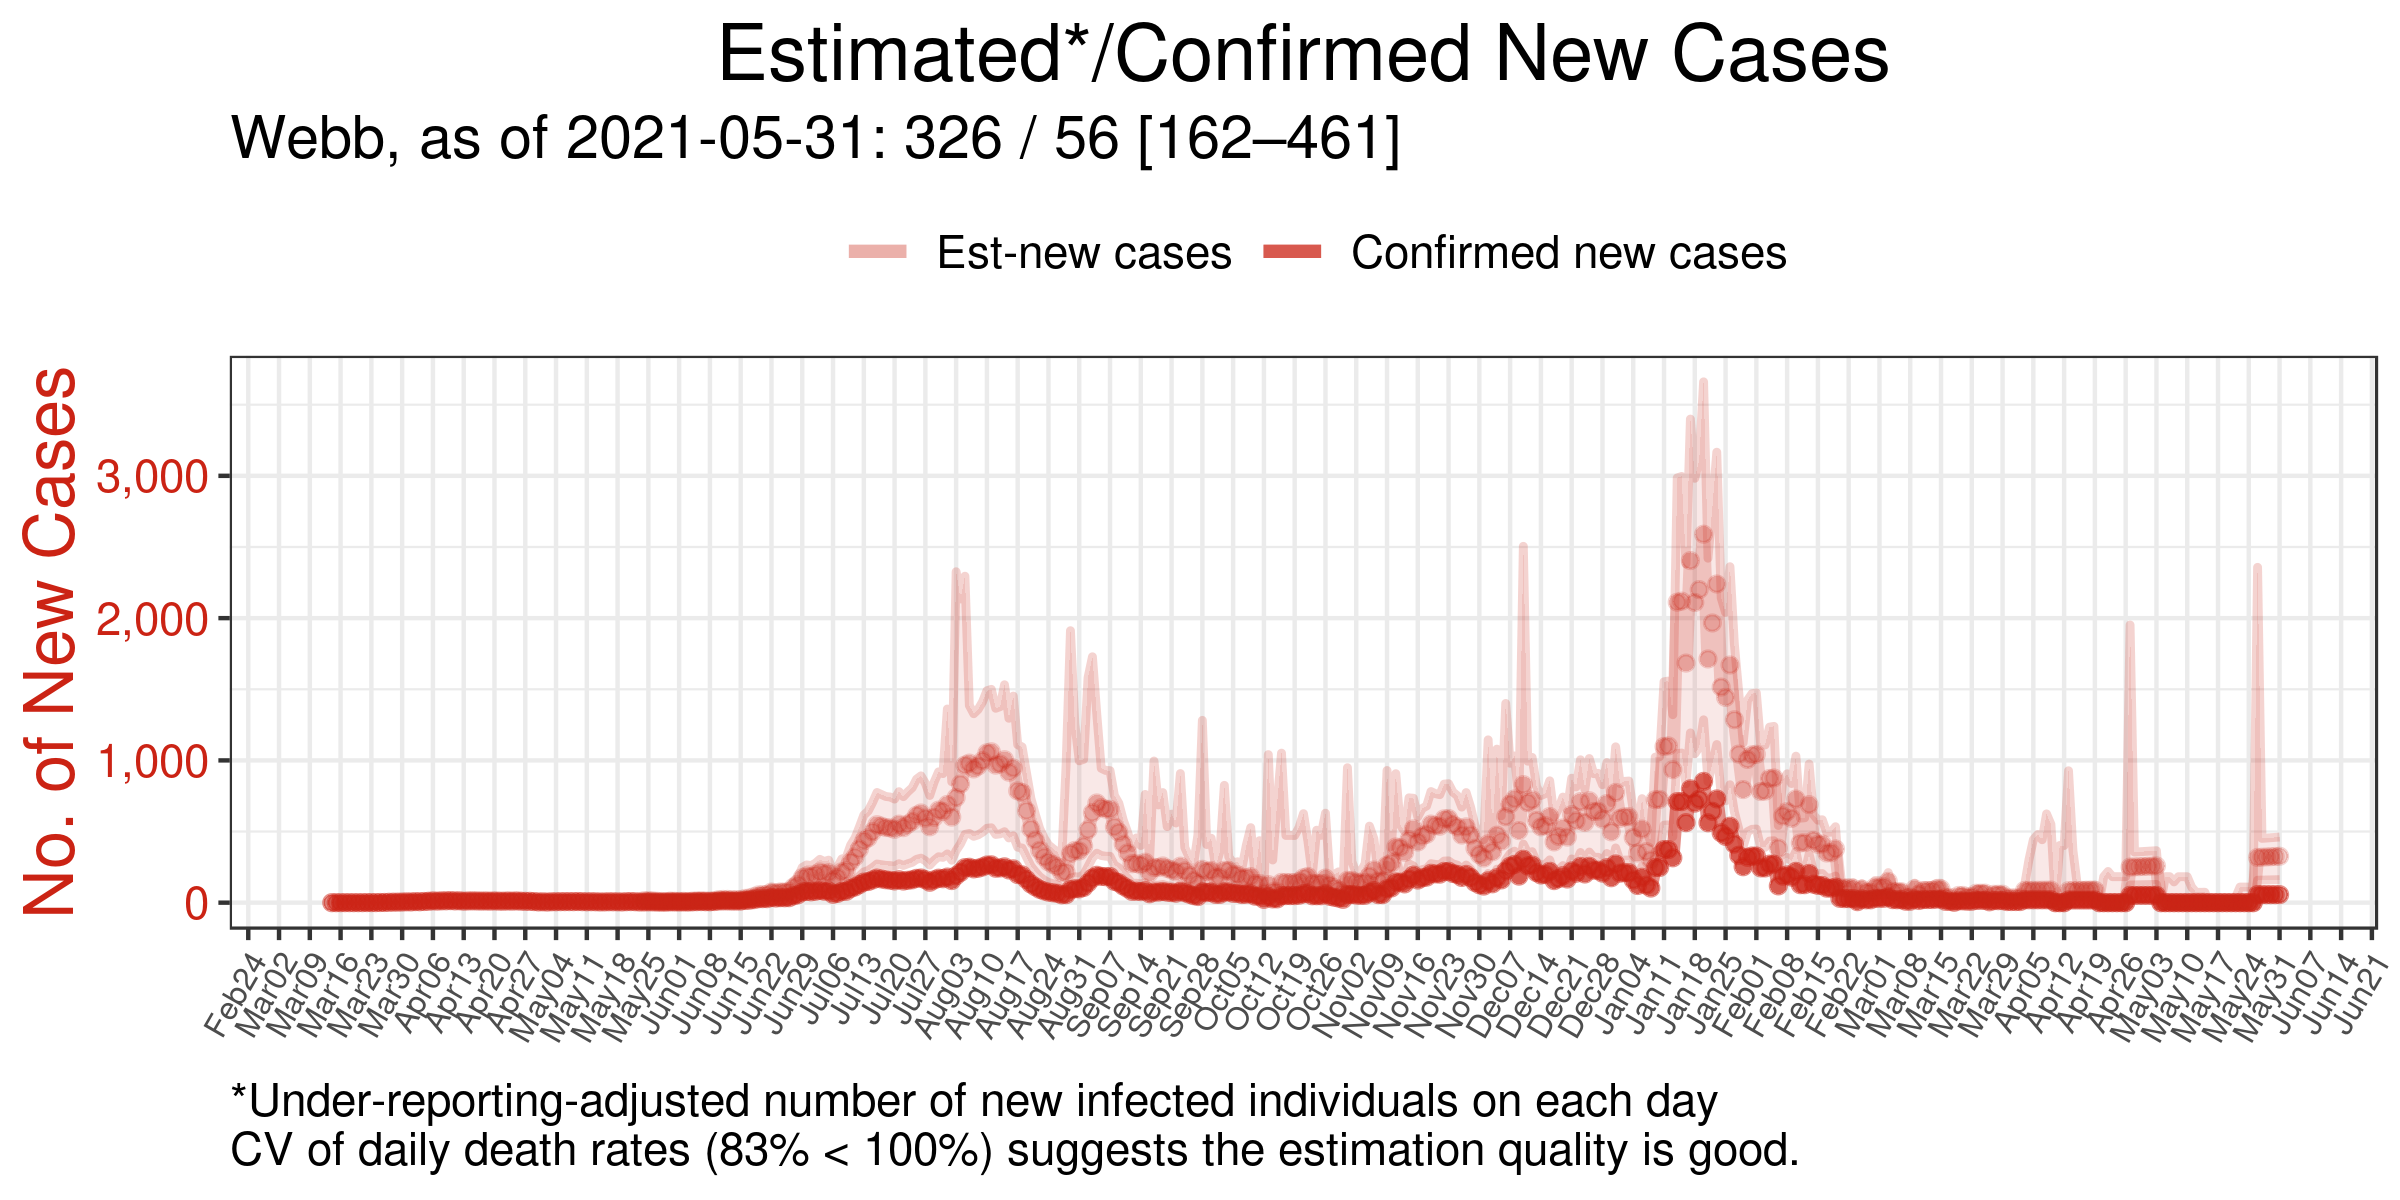 Estimated*/Confirmed New Cases
Webb, as of 2021-05-31: 326 / 56 [162–461]
Est-new cases
Confirmed new cases
No. of New Cases
3,000
2,000
1,000
0
Feb24
Mar02
Mar09
Mar16
Mar23
Mar30
Apr06
Apr13
Apr20
Apr27
May04
May11
May18
May25
Jun01
Jun08
Jun15
Jun22
Jun29
Jul06
Jul13
Jul20
Jul27
Aug03
Aug10
Aug17
Aug24
Aug31
Sep07
Sep14
Sep21
Sep28
Oct05
Oct12
Oct19
Oct26
Nov02
Nov09
Nov16
Nov23
Nov30
Dec07
Dec14
Dec21
Dec28
Jan04
Jan11
Jan18
Jan25
Feb01
Feb08
Feb15
Feb22
Mar01
Mar08
Mar15
Mar22
Mar29
Apr05
Apr12
Apr19
Apr26
May03
May10
May17
May24
May31
Jun07
Jun14
Jun21
*Under-reporting-adjusted number of new infected individuals on each day
CV of daily death rates (83% < 100%) suggests the estimation quality is good.